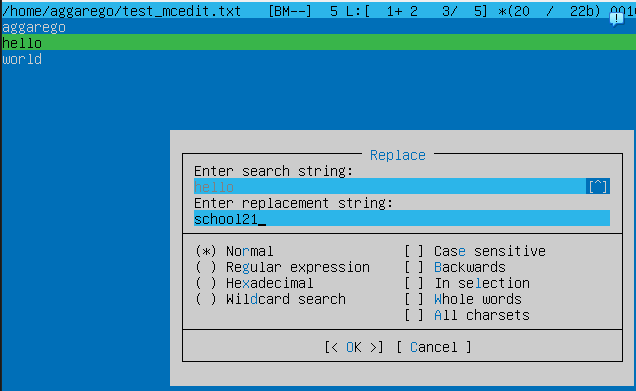 /home/aggarego/test_mcedit.txt [BM--] 5 L:[ 1+ 2 3/ 5] *(20 / 22b)
aggarego
hello
world
Replace
Enter search string:
hello [^]
Enter replacement string:
school21_
(*) Normal [ ] Case sensitive
( ) Regular expression [ ] Backwards
( ) Hexadecimal [ ] In selection
( ) Wildcard search [ ] Whole words
[ ] All charsets
[< OK >] [ Cancel ]